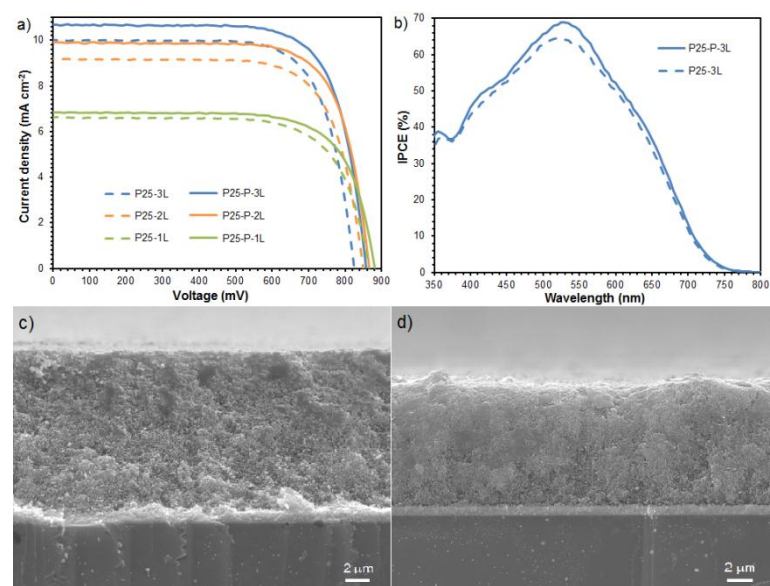 a)
Current density (mA cm⁻²)
10
8
6
4
2
0
P25-3L P25-P-3L
P25-2L P25-P-2L
P25-1L P25-P-1L
0 100 200 300 400 500 600 700 800 900
Voltage (mV)
b)
IPCE (%)
70
60
50
40
30
20
10
0
P25-P-3L
P25-3L
350 400 450 500 550 600 650 700 750 800
Wavelength (nm)
c)
2 µm
d)
2 µm